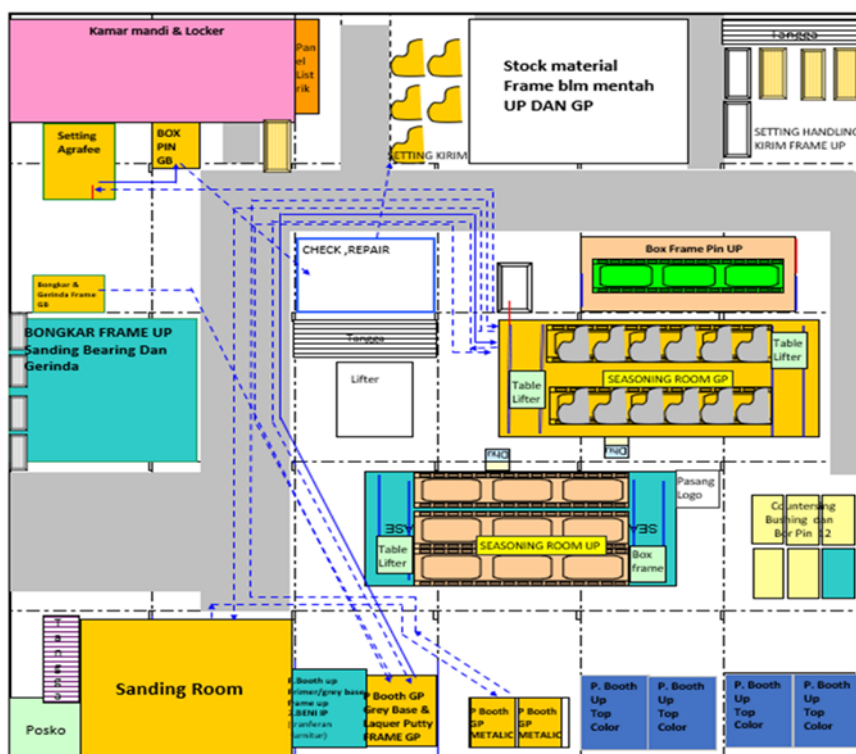 Kamar mandi & Locker
Pan
el
List
rik
Stock material
Frame blm mentah
UP DAN GP
Tangga
Setting
Agrafee
BOX
PIN
GB
SETTING KIRIM
SETTING HANDLING
KIRIM FRAME UP
CHECK ,REPAIR
Box Frame Pin UP
Bongkar &
Gerinda Frame
GB
BONGKAR FRAME UP
Sanding Bearing Dan
Gerinda
Tangga
Lifter
Table
Lifter
SEASONING ROOM GP
Table
Lifter
DHU
DHU
Pasang
Logo
Table
Lifter
SEASONING ROOM UP
Box
frame
Countersing
Bushing dan
Bor Pin 12
Sanding Room
Posko
P.Booth up
Primer/grey base
Frame up
2.BENI IP
(tranferan
furnitur)
P Booth GP
Grey Base &
Laquer Putty
FRAME GP
P Booth
GP
METALIC
P Booth
GP
METALIC
P. Booth
Up
Top
Color
P. Booth
Up
Top
Color
P. Booth
Up
Top
Color
P. Booth
Up
Top
Color